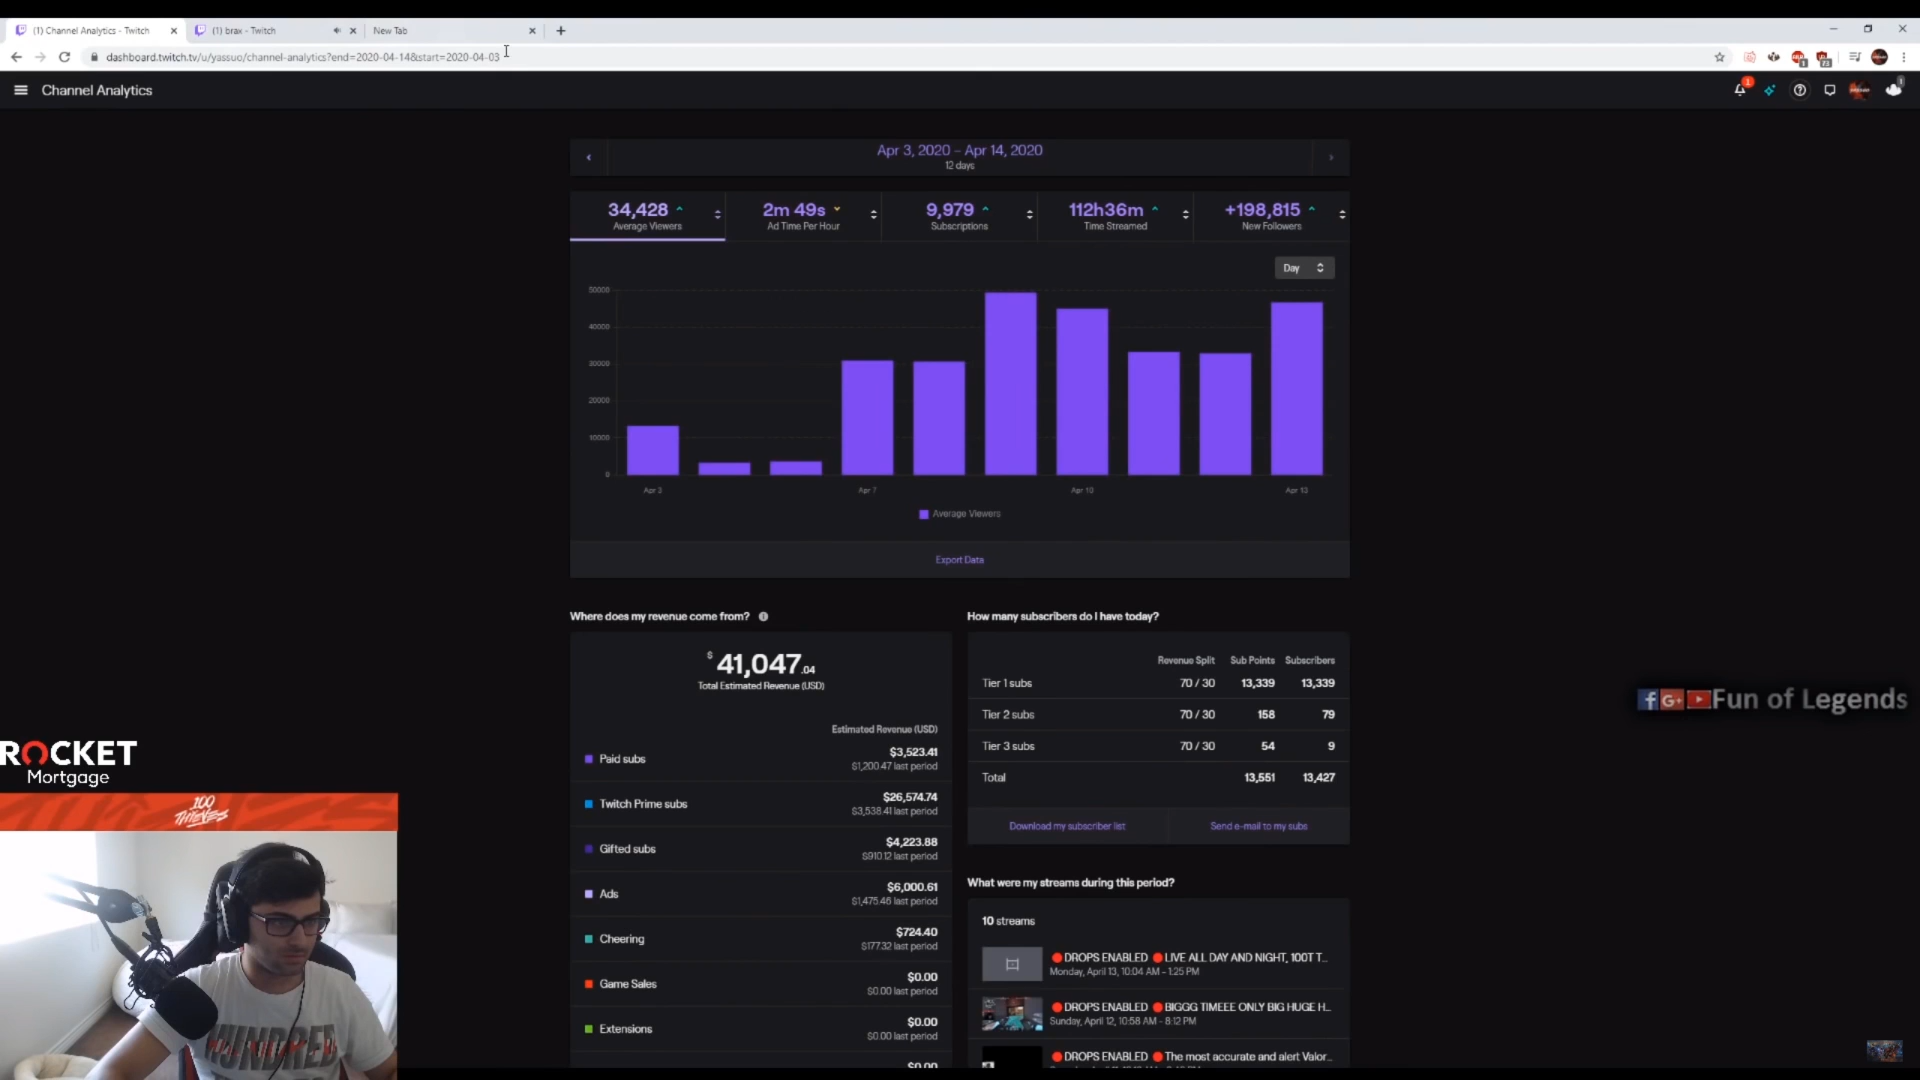 (1) Channel Analytics - Twitch
(1) brax - Twitch
New Tab
dashboard.twitch.tv/u/yassuo/channel-analytics?end=2020-04-14&start=2020-04-03
Channel Analytics
Apr 3, 2020 – Apr 14, 2020
12 days
34,428
Average Viewers
2m 49s
Ad Time Per Hour
9,979
Subscriptions
112h36m
Time Streamed
+198,815
New Followers
Day
50000
40000
30000
20000
10000
0
Apr 3
Apr 7
Apr 10
Apr 13
Average Viewers
Export Data
Where does my revenue come from?
$ 41,047.04
Total Estimated Revenue (USD)
Estimated Revenue (USD)
Paid subs
$3,523.41
$1,200.47 last period
Twitch Prime subs
$26,574.74
$3,538.41 last period
Gifted subs
$4,223.88
$910.12 last period
Ads
$6,000.61
$1,475.46 last period
Cheering
$724.40
$177.32 last period
Game Sales
$0.00
$0.00 last period
Extensions
$0.00
$0.00 last period
$0.00
How many subscribers do I have today?
Revenue Split Sub Points Subscribers
Tier 1 subs 70 / 30 13,339 13,339
Tier 2 subs 70 / 30 158 79
Tier 3 subs 70 / 30 54 9
Total 13,551 13,427
Download my subscriber list
Send e-mail to my subs
What were my streams during this period?
10 streams
DROPS ENABLED LIVE ALL DAY AND NIGHT, 100T T...
Monday, April 13, 10:04 AM - 1:25 PM
DROPS ENABLED BIGGG TIMEEE ONLY BIG HUGE H...
Sunday, April 12, 10:58 AM - 8:12 PM
DROPS ENABLED The most accurate and alert Valor...
Fun of Legends
ROCKET
Mortgage
100
THIEVES
HUNDRED